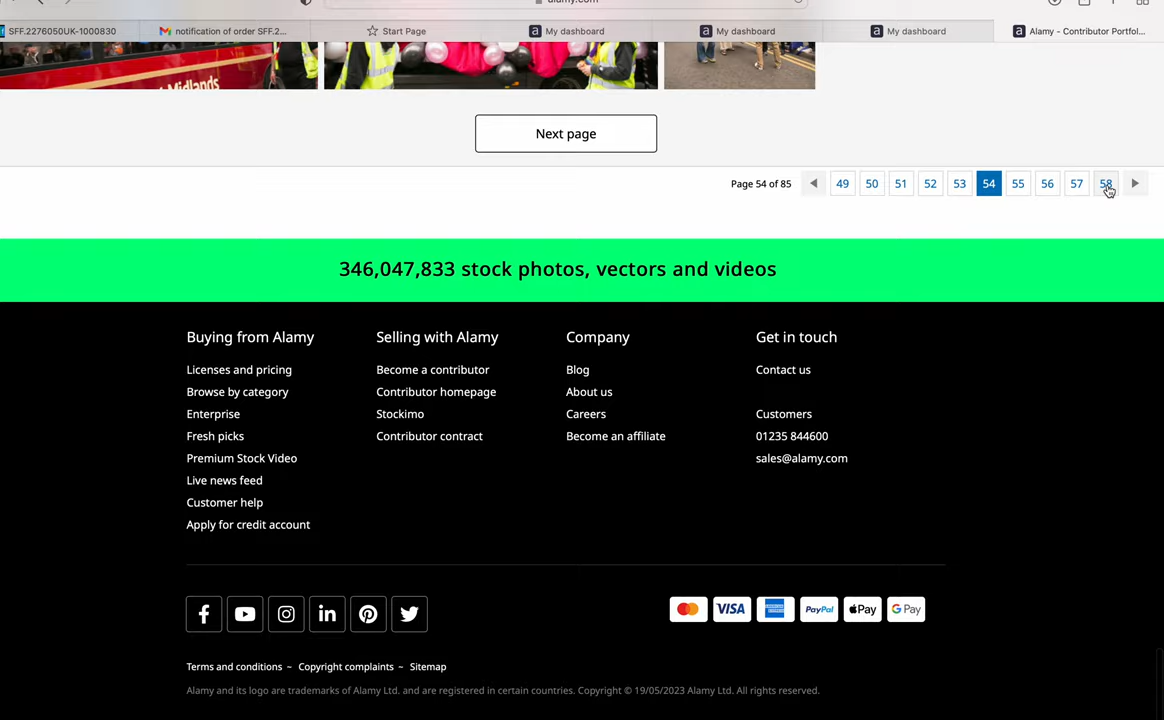 alamy.com
SFF.2276050UK-1000830
notification of order SFF.2...
Start Page
My dashboard
My dashboard
My dashboard
Alamy - Contributor Portfol...
Midlands
Next page
Page 54 of 85
49 50 51 52 53 54 55 56 57 58
346,047,833 stock photos, vectors and videos
Buying from Alamy
Licenses and pricing
Browse by category
Enterprise
Fresh picks
Premium Stock Video
Live news feed
Customer help
Apply for credit account
Selling with Alamy
Become a contributor
Contributor homepage
Stockimo
Contributor contract
Company
Blog
About us
Careers
Become an affiliate
Get in touch
Contact us
Customers
01235 844600
sales@alamy.com
VISA
AMERICAN EXPRESS
PayPal
Pay
G Pay
Terms and conditions ~ Copyright complaints ~ Sitemap
Alamy and its logo are trademarks of Alamy Ltd. and are registered in certain countries. Copyright © 19/05/2023 Alamy Ltd. All rights reserved.